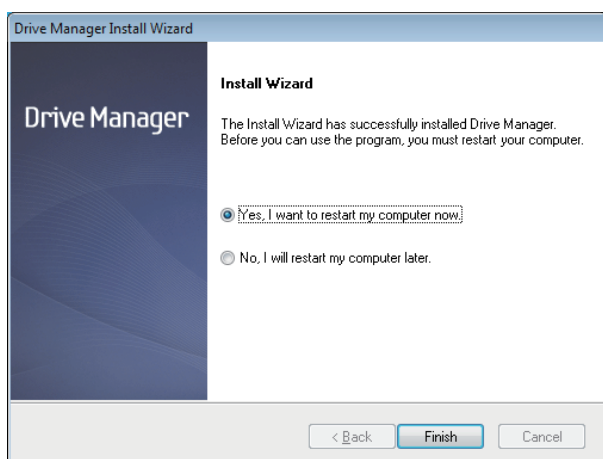 Drive Manager Install Wizard
Drive Manager
Install Wizard
The Install Wizard has successfully installed Drive Manager.
Before you can use the program, you must restart your computer.
Yes, I want to restart my computer now.
No, I will restart my computer later.
< Back
Finish
Cancel